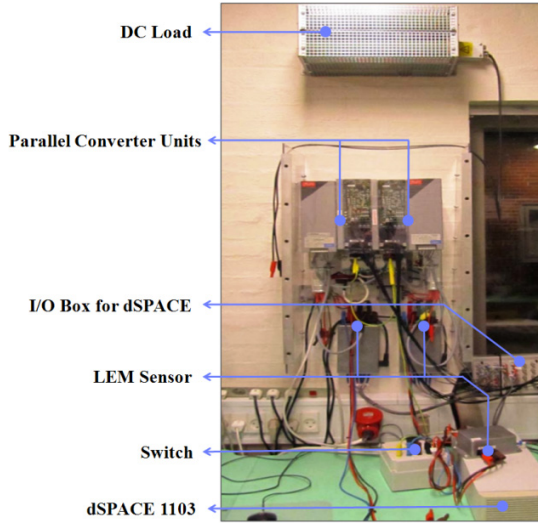 DC Load
Parallel Converter Units
I/O Box for dSPACE
LEM Sensor
Switch
dSPACE 1103